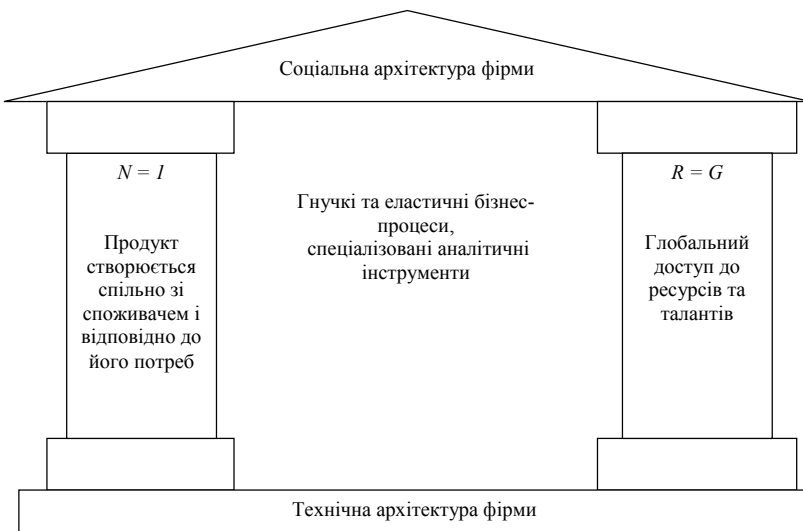 Соціальна архітектура фірми
N = 1
Продукт
створюється
спільно зі
споживачем і
відповідно до
його потреб
Гнучкі та еластичні бізнес-
процеси,
спеціалізовані аналітичні
інструменти
R = G
Глобальний
доступ до
ресурсів та
талантів
Технічна архітектура фірми